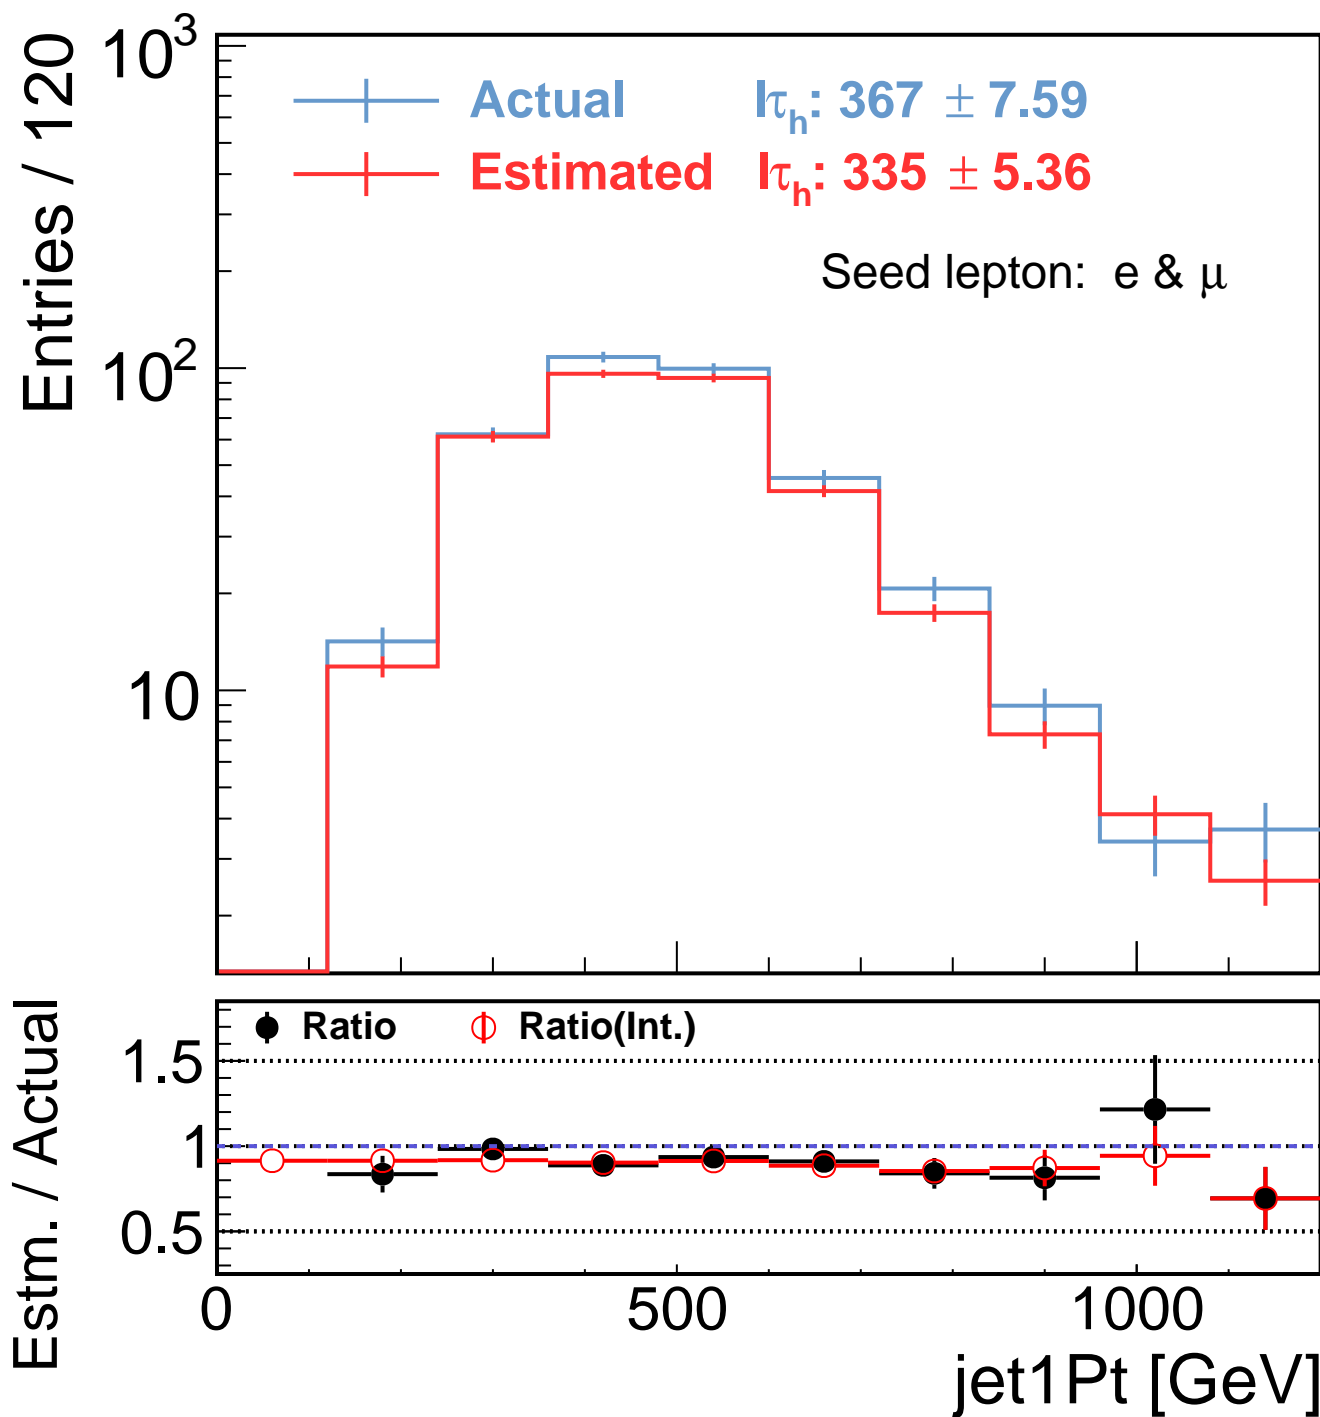 Entries / 120
10³
10²
10
Actual lτₕ: 367 ± 7.59
Estimated lτₕ: 335 ± 5.36
Seed lepton: e & μ
Estm. / Actual
Ratio Ratio(Int.)
1.5
1
0.5
0 500 1000
jet1Pt [GeV]